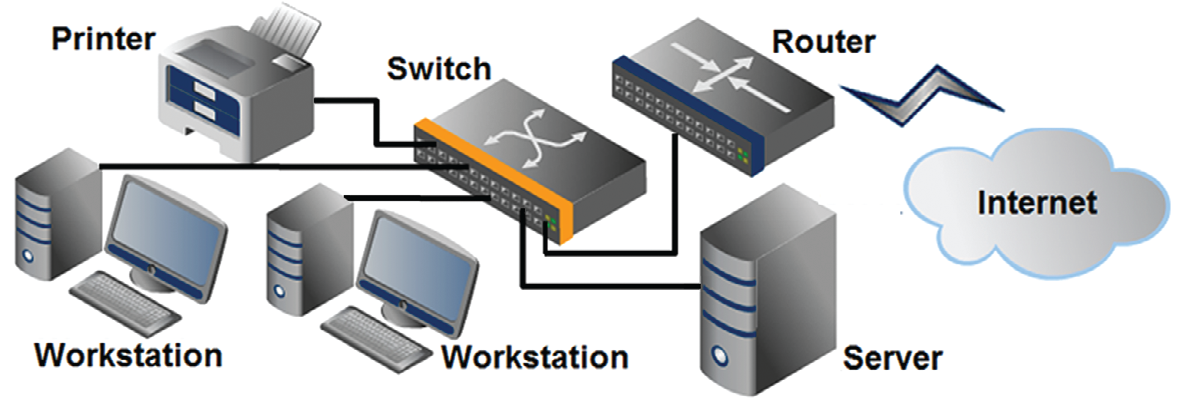 Printer
Switch
Router
Internet
Workstation
Workstation
Server